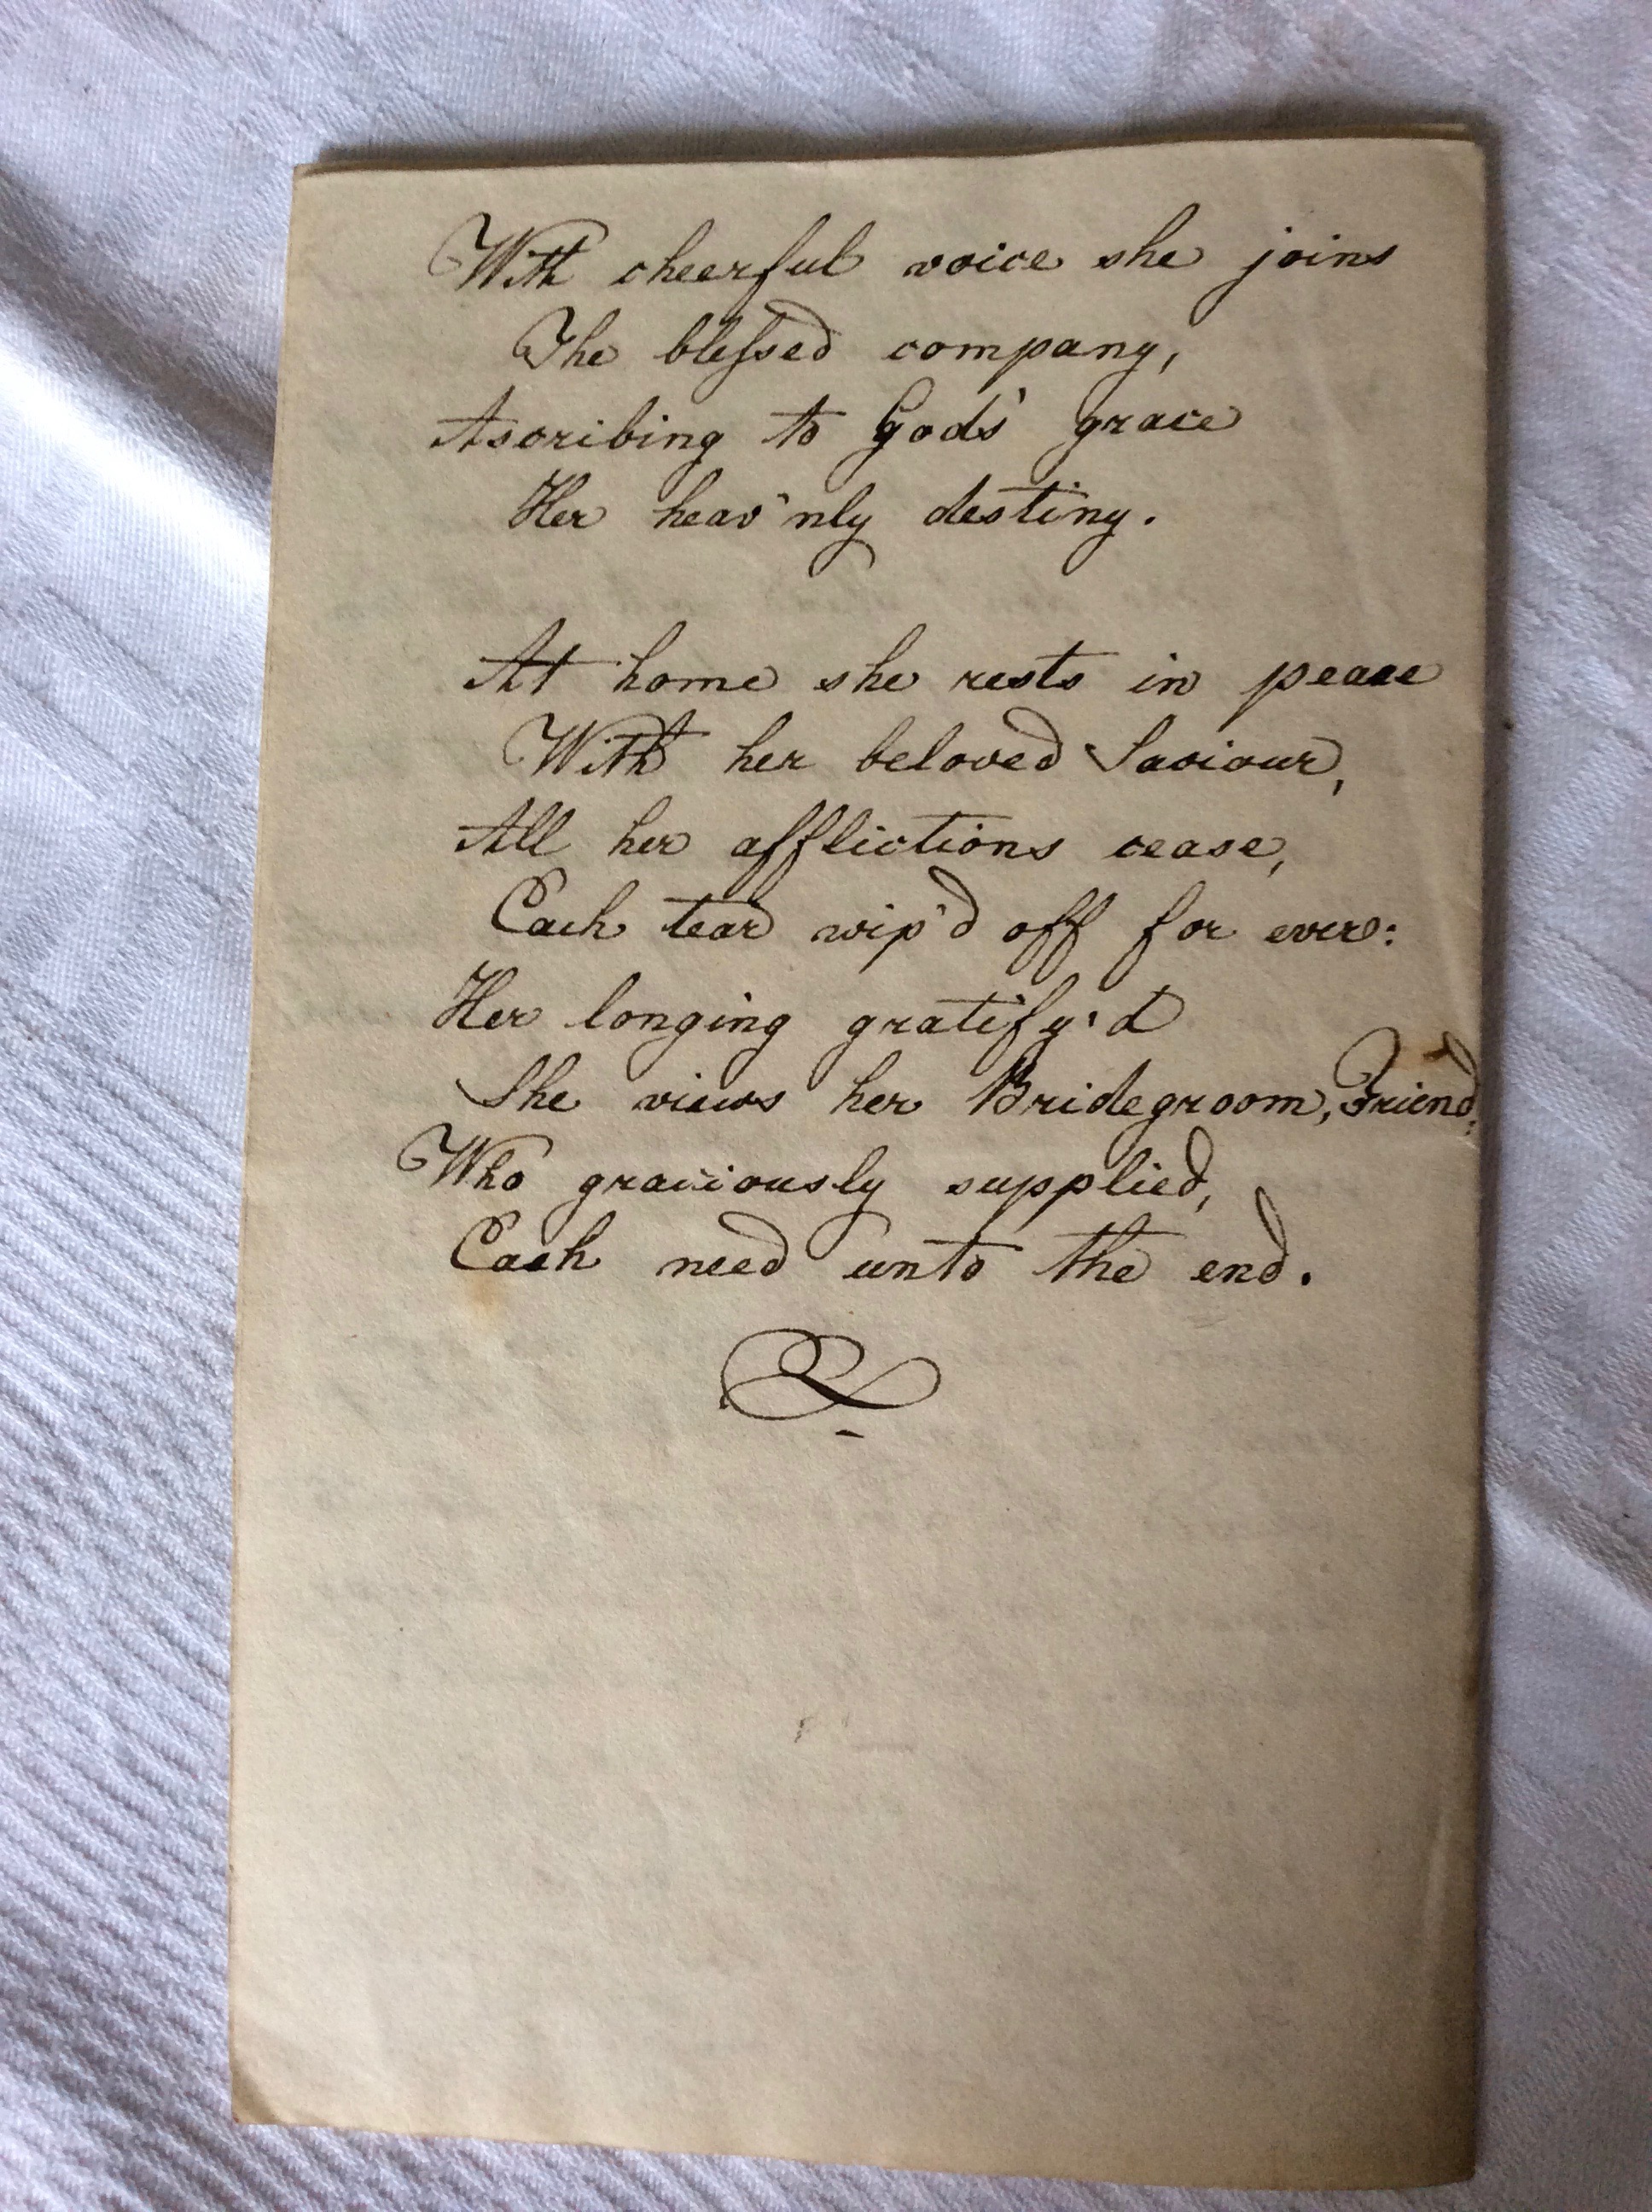 With cheerful voice she joins
The bleſsed company,
Ascribing to Gods' grace
Her heav'nly destiny.
At home she rests in peace
With her beloved Saviour,
All her afflictions cease,
Each tear wip'd off for ever:
Her longing gratify'd
She views her Bridegroom, Friend,
Who graciously supplied,
Each need unto the end.